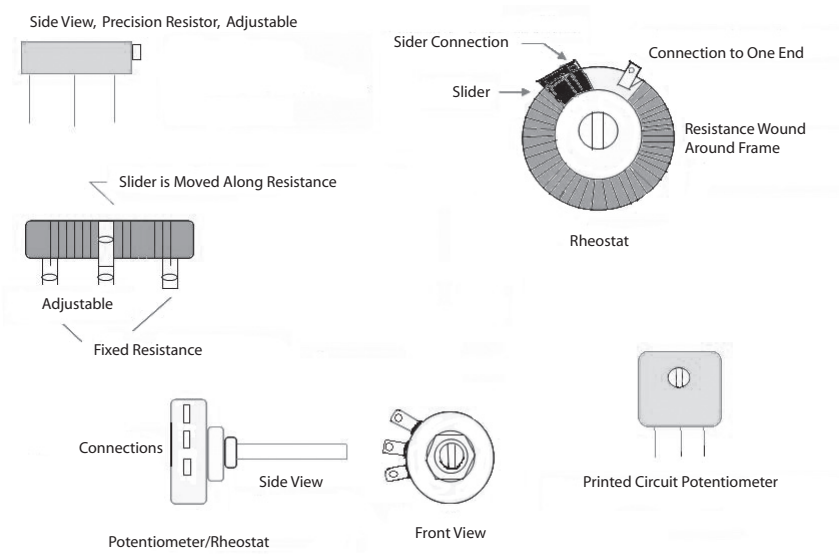 Side View, Precision Resistor, Adjustable
Sider Connection
Connection to One End
Slider
Resistance Wound
Around Frame
Rheostat
Slider is Moved Along Resistance
Adjustable
Fixed Resistance
Connections
Side View
Potentiometer/Rheostat
Front View
Printed Circuit Potentiometer